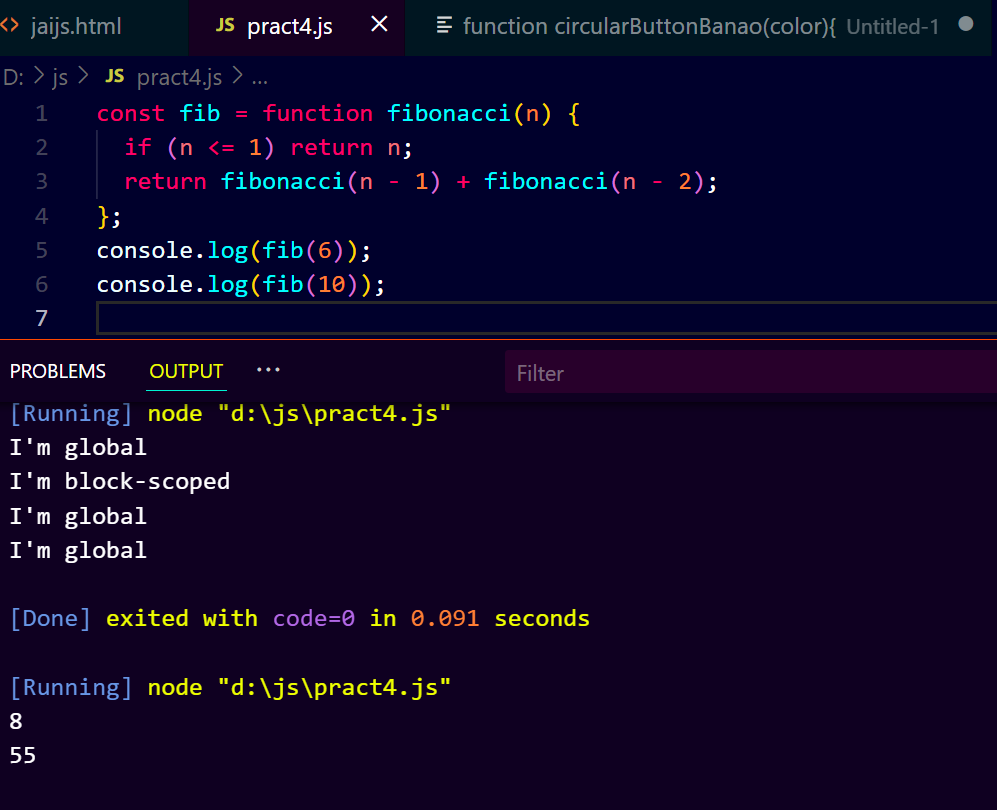 <> jaijs.html JS pract4.js × function circularButtonBanao(color){ Untitled-1
D: > js > JS pract4.js > ...
1 const fib = function fibonacci(n) {
2   if (n <= 1) return n;
3   return fibonacci(n - 1) + fibonacci(n - 2);
4 };
5 console.log(fib(6));
6 console.log(fib(10));
7
PROBLEMS OUTPUT ... Filter
[Running] node "d:\js\pract4.js"
I'm global
I'm block-scoped
I'm global
I'm global
[Done] exited with code=0 in 0.091 seconds
[Running] node "d:\js\pract4.js"
8
55